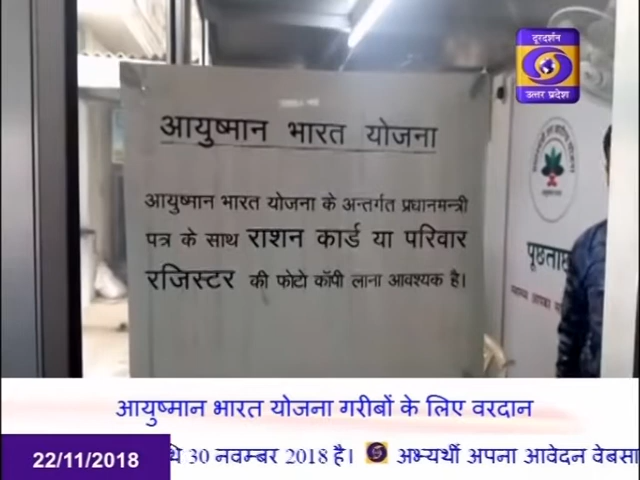 दूरदर्शन
उत्तर प्रदेश
आयुष्मान भारत योजना
आयुष्मान भारत योजना के अन्तर्गत प्रधानमन्त्री
पत्र के साथ राशन कार्ड या परिवार
रजिस्टर की फोटो कॉपी लाना आवश्यक है।
पूछताछ
आयुष्मान भारत योजना गरीबों के लिए वरदान
22/11/2018
थि 30 नवम्बर 2018 है। अभ्यर्थी अपना आवेदन वेबसा